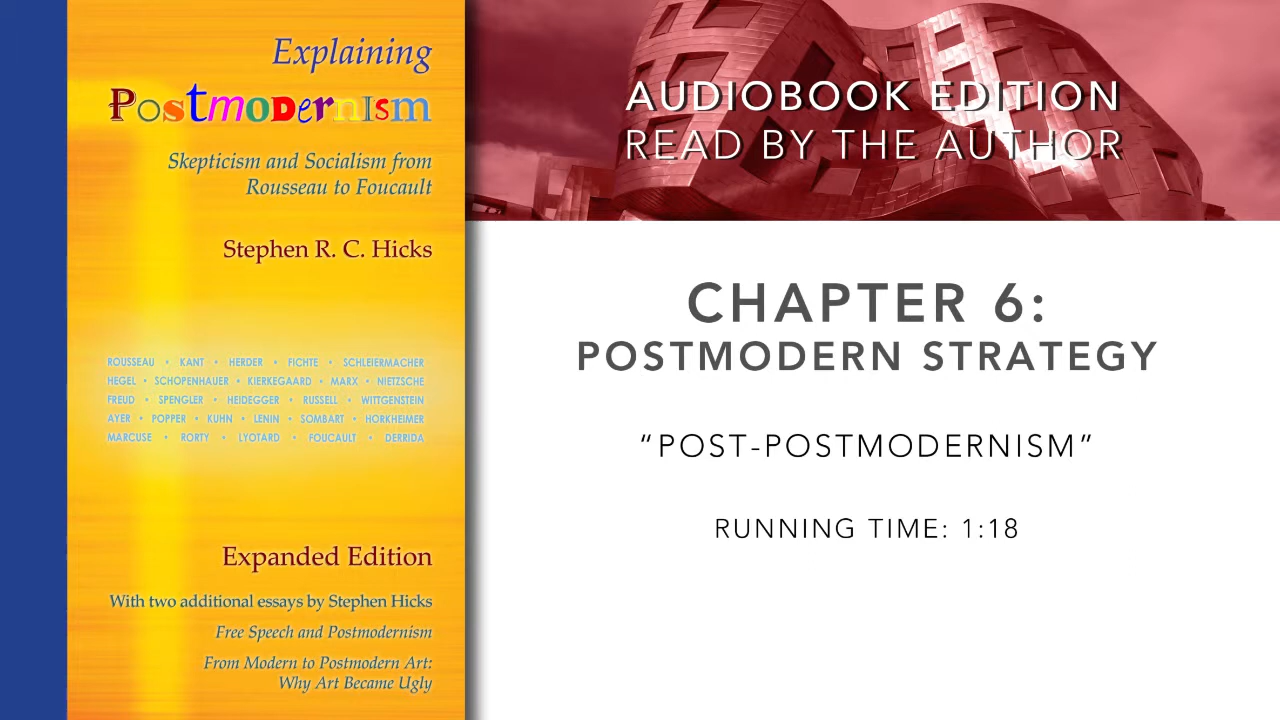 Explaining
Postmodernism
Skepticism and Socialism from
Rousseau to Foucault
Stephen R. C. Hicks
ROUSSEAU • KANT • HERDER • FICHTE • SCHLEIERMACHER
HEGEL • SCHOPENHAUER • KIERKEGAARD • MARX • NIETZSCHE
FREUD • SPENGLER • HEIDEGGER • RUSSELL • WITTGENSTEIN
AYER • POPPER • KUHN • LENIN • SOMBART • HORKHEIMER
MARCUSE • RORTY • LYOTARD • FOUCAULT • DERRIDA
Expanded Edition
With two additional essays by Stephen Hicks
Free Speech and Postmodernism
From Modern to Postmodern Art:
Why Art Became Ugly
AUDIOBOOK EDITION
READ BY THE AUTHOR
CHAPTER 6:
POSTMODERN STRATEGY
“POST-POSTMODERNISM”
RUNNING TIME: 1:18